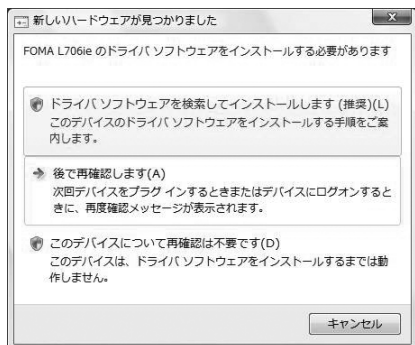 新しいハードウェアが見つかりました
FOMA L706ie のドライバ ソフトウェアをインストールする必要があります
ドライバ ソフトウェアを検索してインストールします (推奨)(L)
このデバイスのドライバ ソフトウェアをインストールする手順をご案
内します。
後で再確認します(A)
次回デバイスをプラグ インするときまたはデバイスにログオンすると
きに、再度確認メッセージが表示されます。
このデバイスについて再確認は不要です(D)
このデバイスは、ドライバ ソフトウェアをインストールするまでは動
作しません。
キャンセル